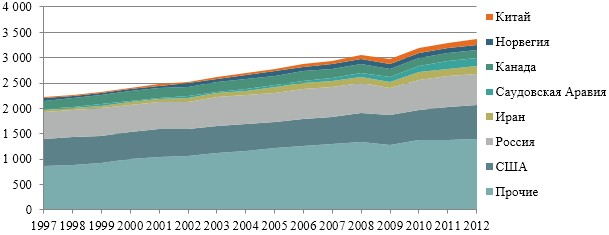 4 000
3 500
3 000
2 500
2 000
1 500
1 000
500
0
1997 1998 1999 2000 2001 2002 2003 2004 2005 2006 2007 2008 2009 2010 2011 2012
Китай
Норвегия
Канада
Саудовская Аравия
Иран
Россия
США
Прочие